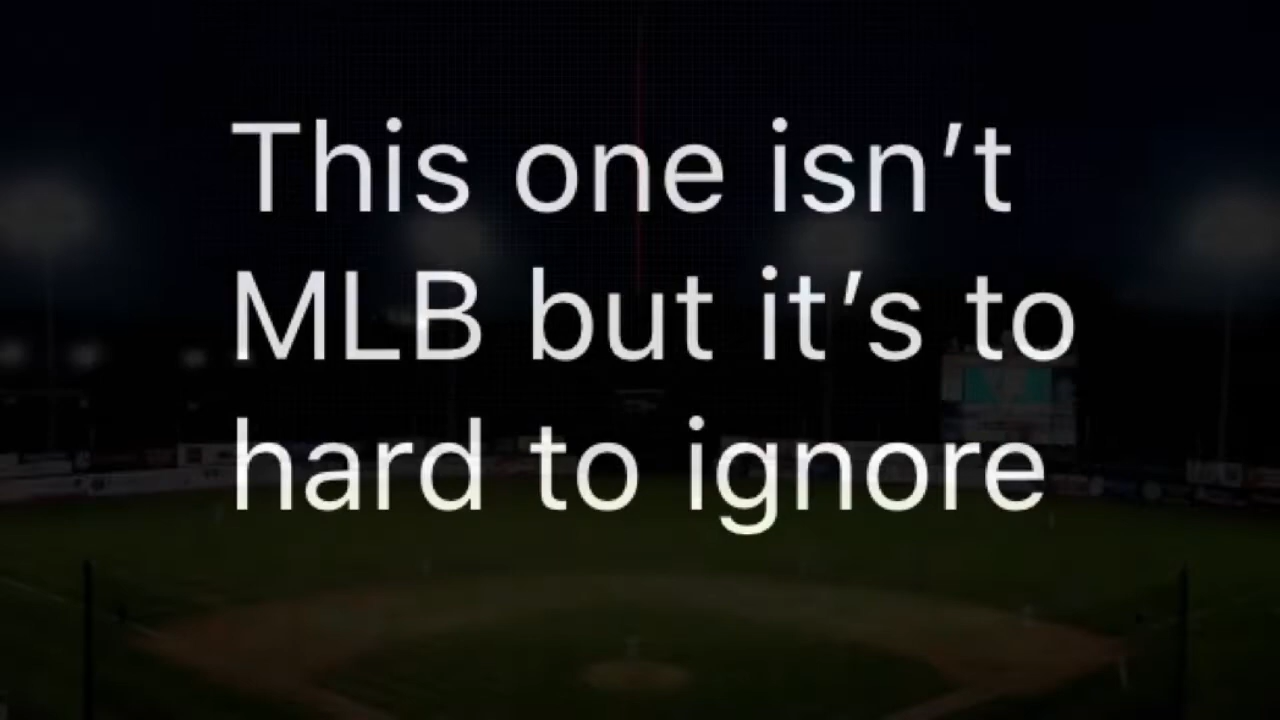 This one isn’t
MLB but it’s to
hard to ignore